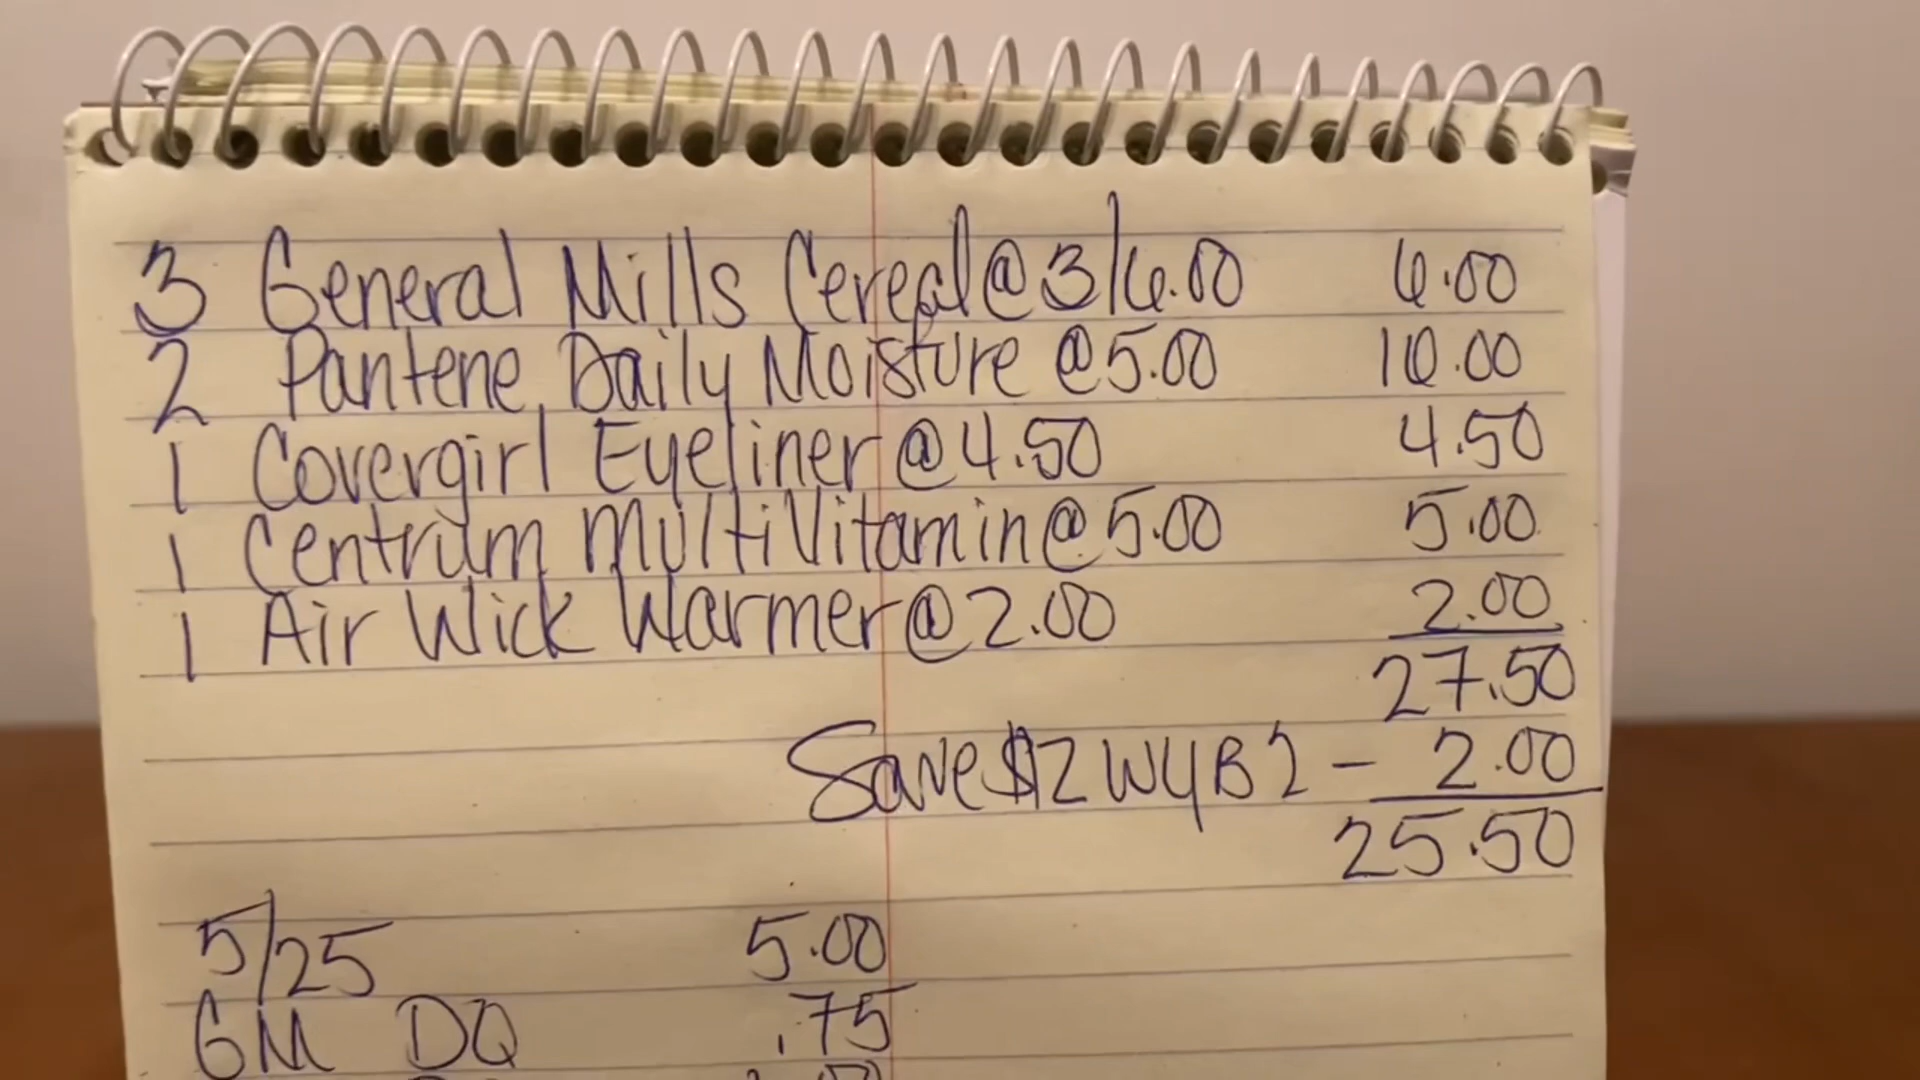 3 General Mills Cereal @ 3/6.00 6.00
2 Pantene Daily Moisture @ 5.00 10.00
1 Covergirl Eyeliner @ 4.50 4.50
1 Centrum MultiVitamin @ 5.00 5.00
1 Air Wick Warmer @ 2.00 2.00
27.50
Save $2 WYB 2 - 2.00
25.50
5/25 5.00
GM DQ .75